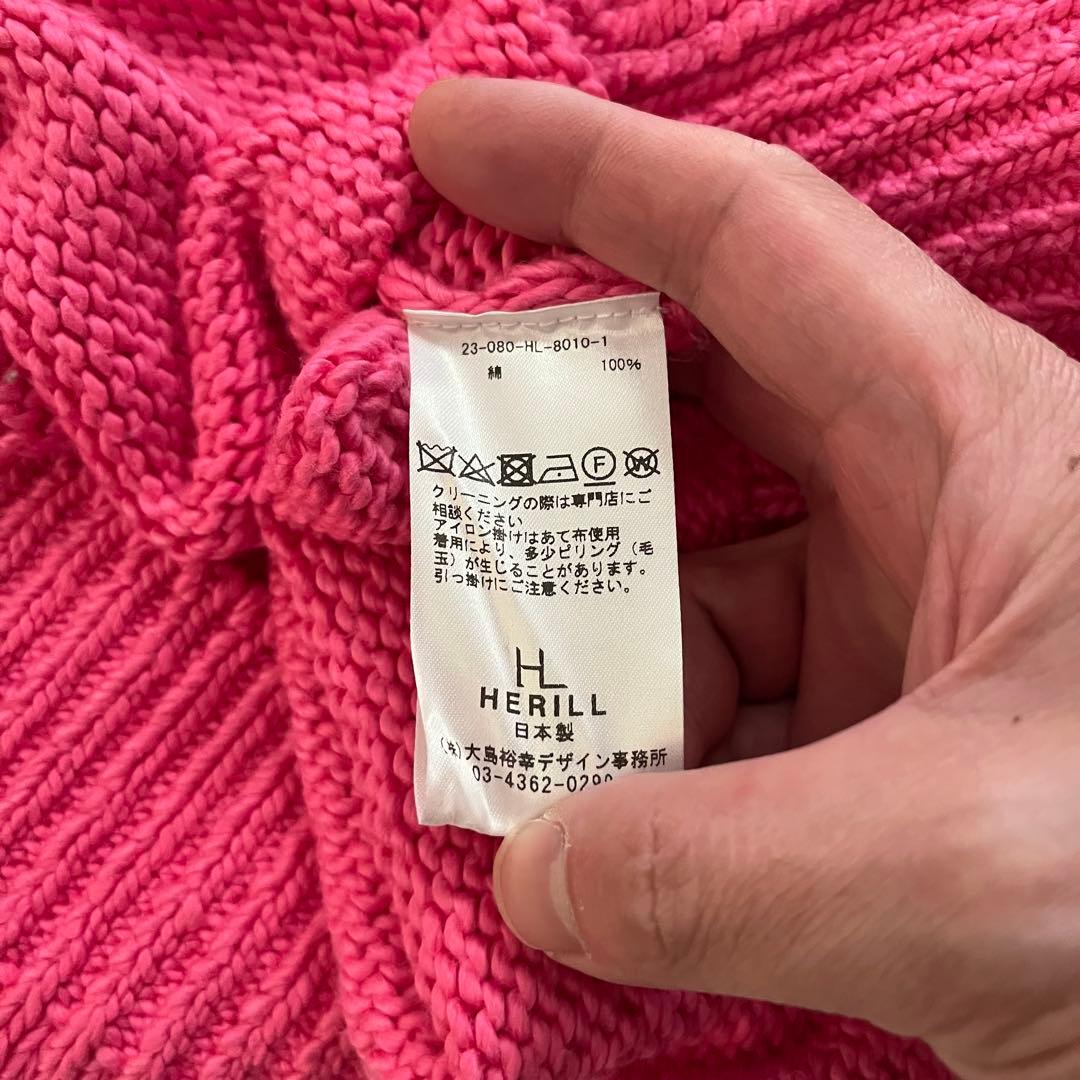 23-080-HL-8010-1
綿 100%
F
W
クリーニングの際は専門店にご
相談ください
アイロン掛けはあて布使用
着用により、多少ピリング（毛
玉）が生じることがあります。
引っ掛けにご注意ください。
HL
HERILL
日本製
(株)大島裕幸デザイン事務所
03-4362-0290